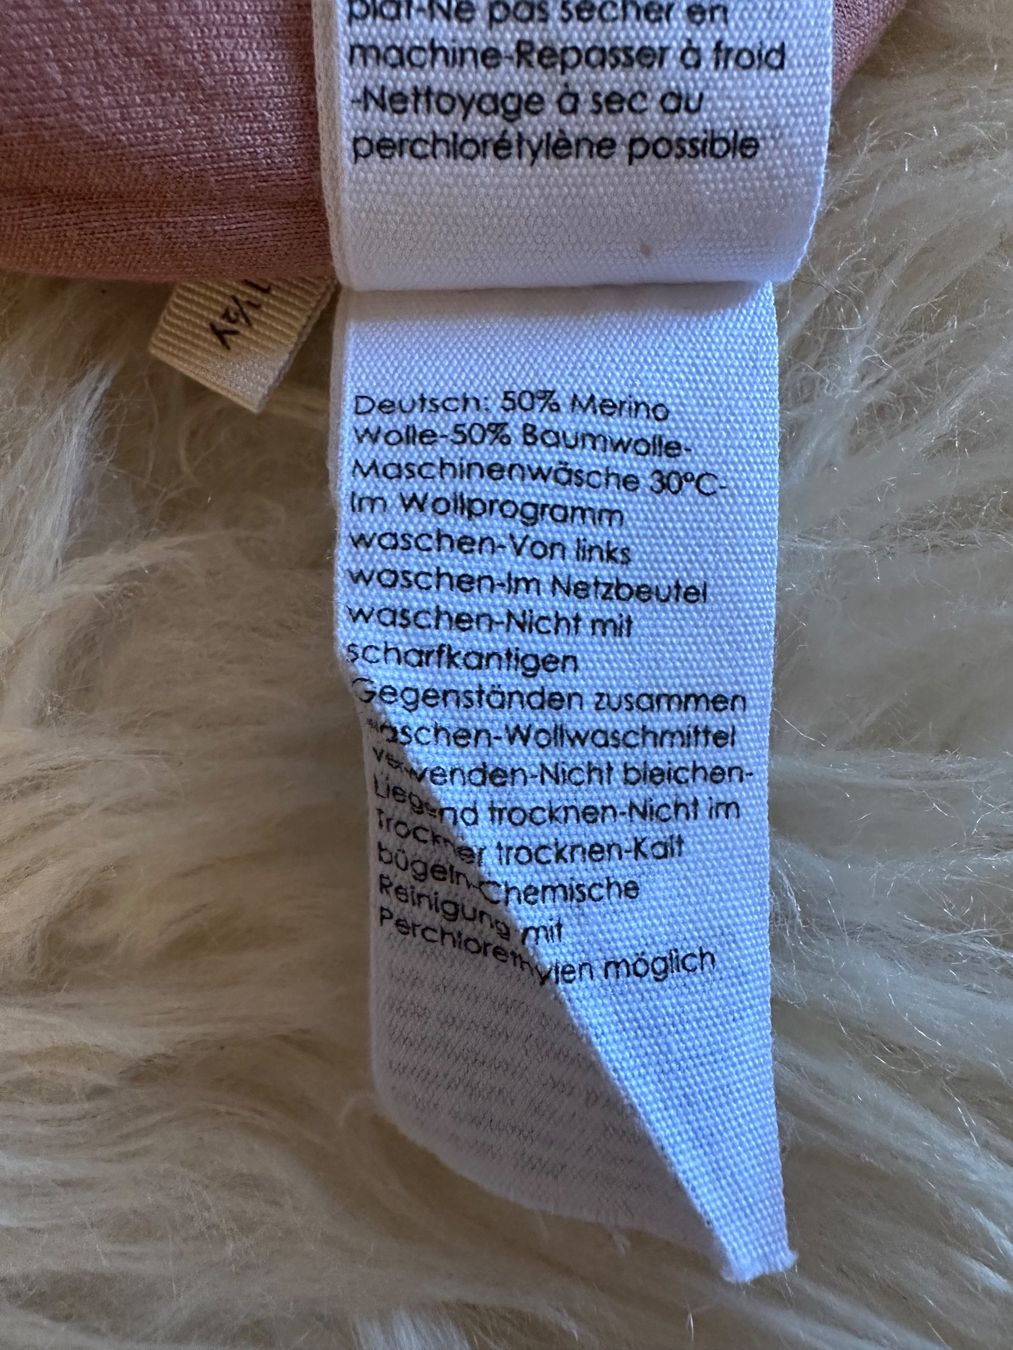 plat-Ne pas sécher en
machine-Repasser à froid
-Nettoyage à sec au
perchlorétylène possible
1 ½Y
Deutsch: 50% Merino
Wolle-50% Baumwolle-
Maschinenwäsche 30°C-
Im Wollprogramm
waschen-Von links
waschen-Im Netzbeutel
waschen-Nicht mit
scharfkantigen
Gegenständen zusammen
waschen-Wollwaschmittel
verwenden-Nicht bleichen-
Liegend trocknen-Nicht im
Trockner trocknen-Kalt
bügeln-Chemische
Reinigung mit
Perchlorethylen möglich